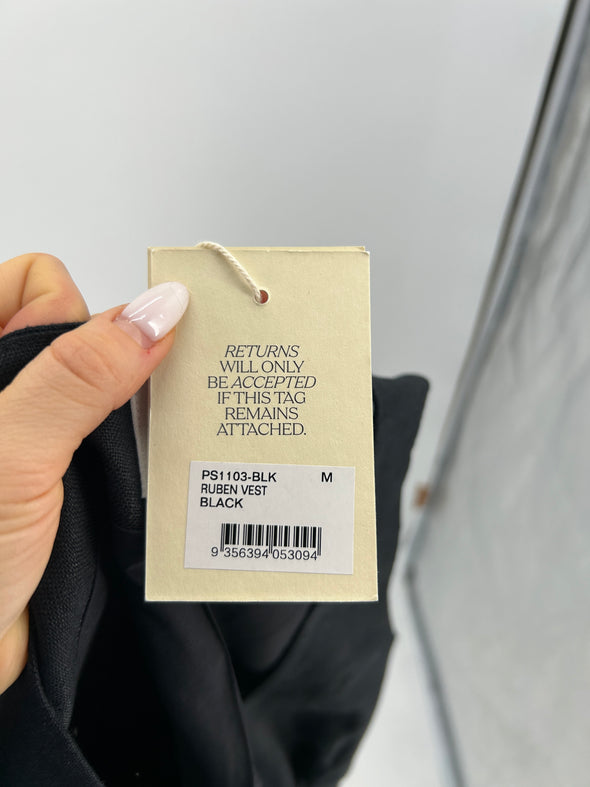 RETURNS
WILL ONLY
BE ACCEPTED
IF THIS TAG
REMAINS
ATTACHED.
PS1103-BLK M
RUBEN VEST
BLACK
9 356394 053094